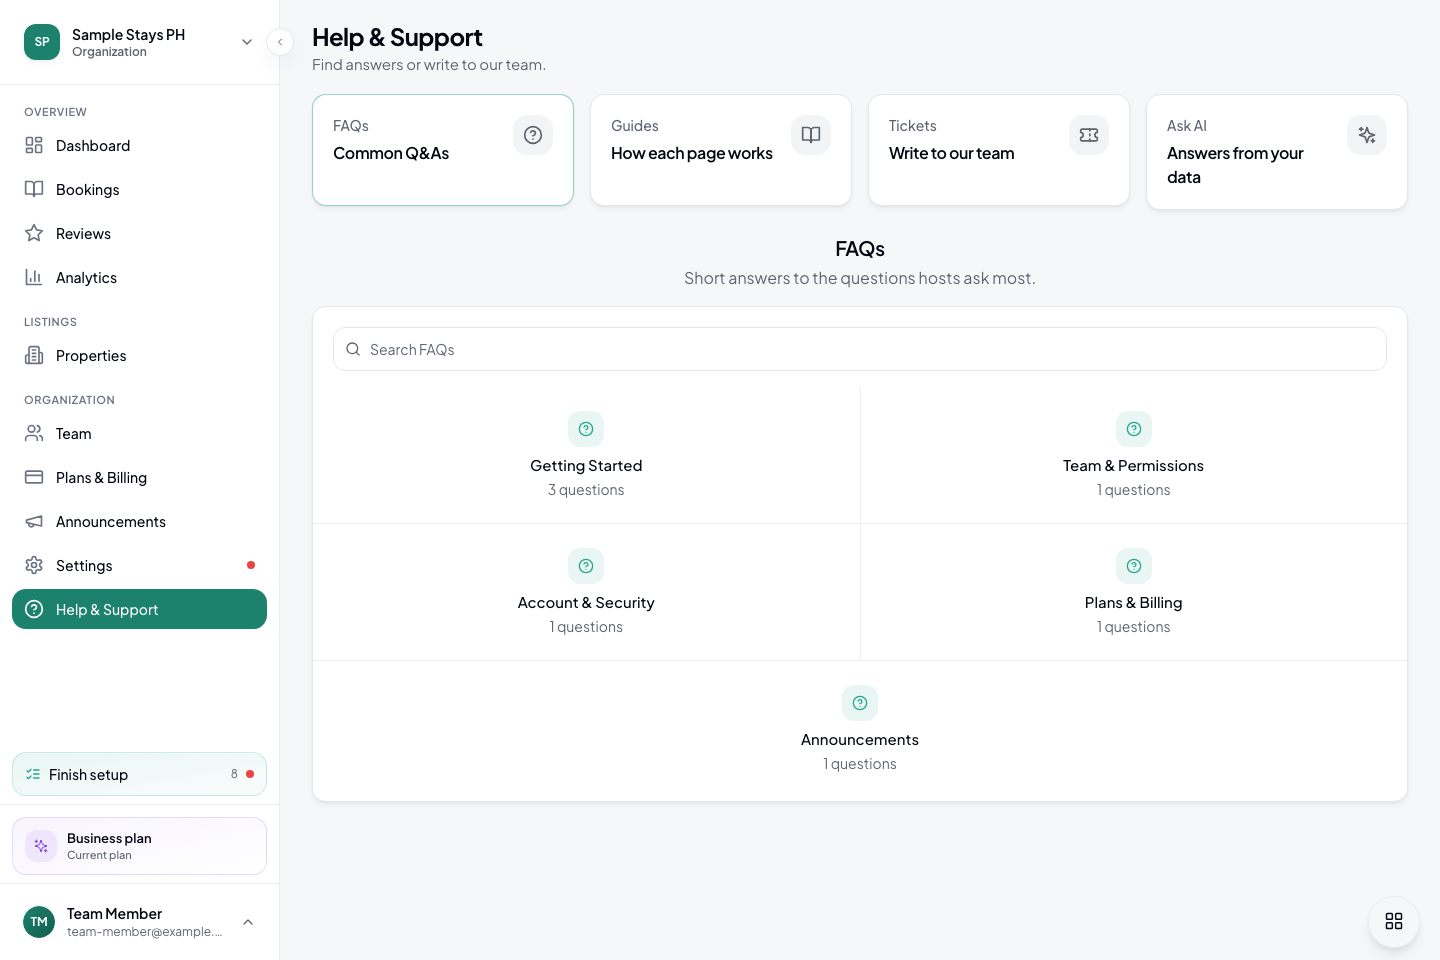 SP
Sample Stays PH
Organization
OVERVIEW
Dashboard
Bookings
Reviews
Analytics
LISTINGS
Properties
ORGANIZATION
Team
Plans & Billing
Announcements
Settings
Help & Support
Finish setup
8
Business plan
Current plan
TM
Team Member
team-member@example....
Help & Support
Find answers or write to our team.
FAQs
Common Q&As
Guides
How each page works
Tickets
Write to our team
Ask AI
Answers from your
data
FAQs
Short answers to the questions hosts ask most.
Search FAQs
Getting Started
3 questions
Team & Permissions
1 questions
Account & Security
1 questions
Plans & Billing
1 questions
Announcements
1 questions